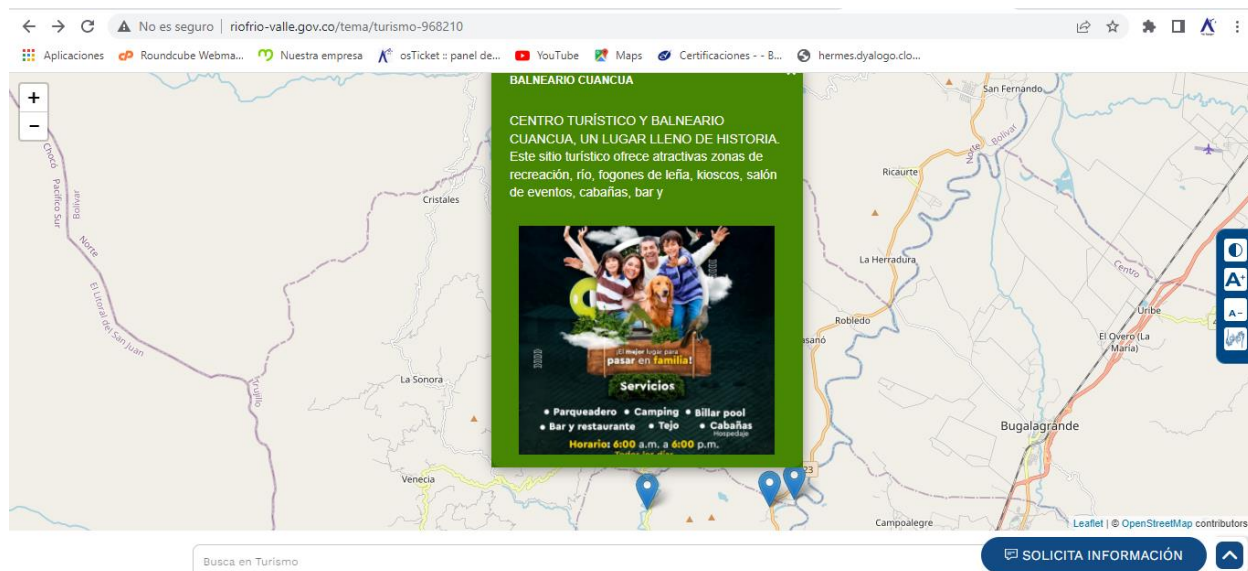 No es seguro | riofrio-valle.gov.co/tema/turismo-968210
Aplicaciones
Roundcube Webma...
Nuestra empresa
osTicket :: panel de...
YouTube
Maps
Certificaciones - - B...
hermes.dyalogo.clo...
+
−
BALNEARIO CUANCUA
CENTRO TURÍSTICO Y BALNEARIO
CUANCUA, UN LUGAR LLENO DE HISTORIA.
Este sitio turístico ofrece atractivas zonas de
recreación, río, fogones de leña, kioscos, salón
de eventos, cabañas, bar y
¡El mejor lugar para
pasar en familia!
Servicios
• Parqueadero • Camping • Billar pool
• Bar y restaurante • Tejo • Cabañas
Hospedaje
Horario: 6:00 a.m. a 6:00 p.m.
Todos los días
San Fernando
Bolívar
Norte
Ricaurte
Cristales
Chocó
Pacífico Sur
Bolívar
Norte
El Litoral del San Juan
Trujillo
La Herradura
Centro
Robledo
Uribe
El Overo (La
María)
La Sonora
Bugalagrande
Venecia
23
Campoalegre
A+
A-
Leaflet | © OpenStreetMap contributors
Busca en Turismo
SOLICITA INFORMACIÓN